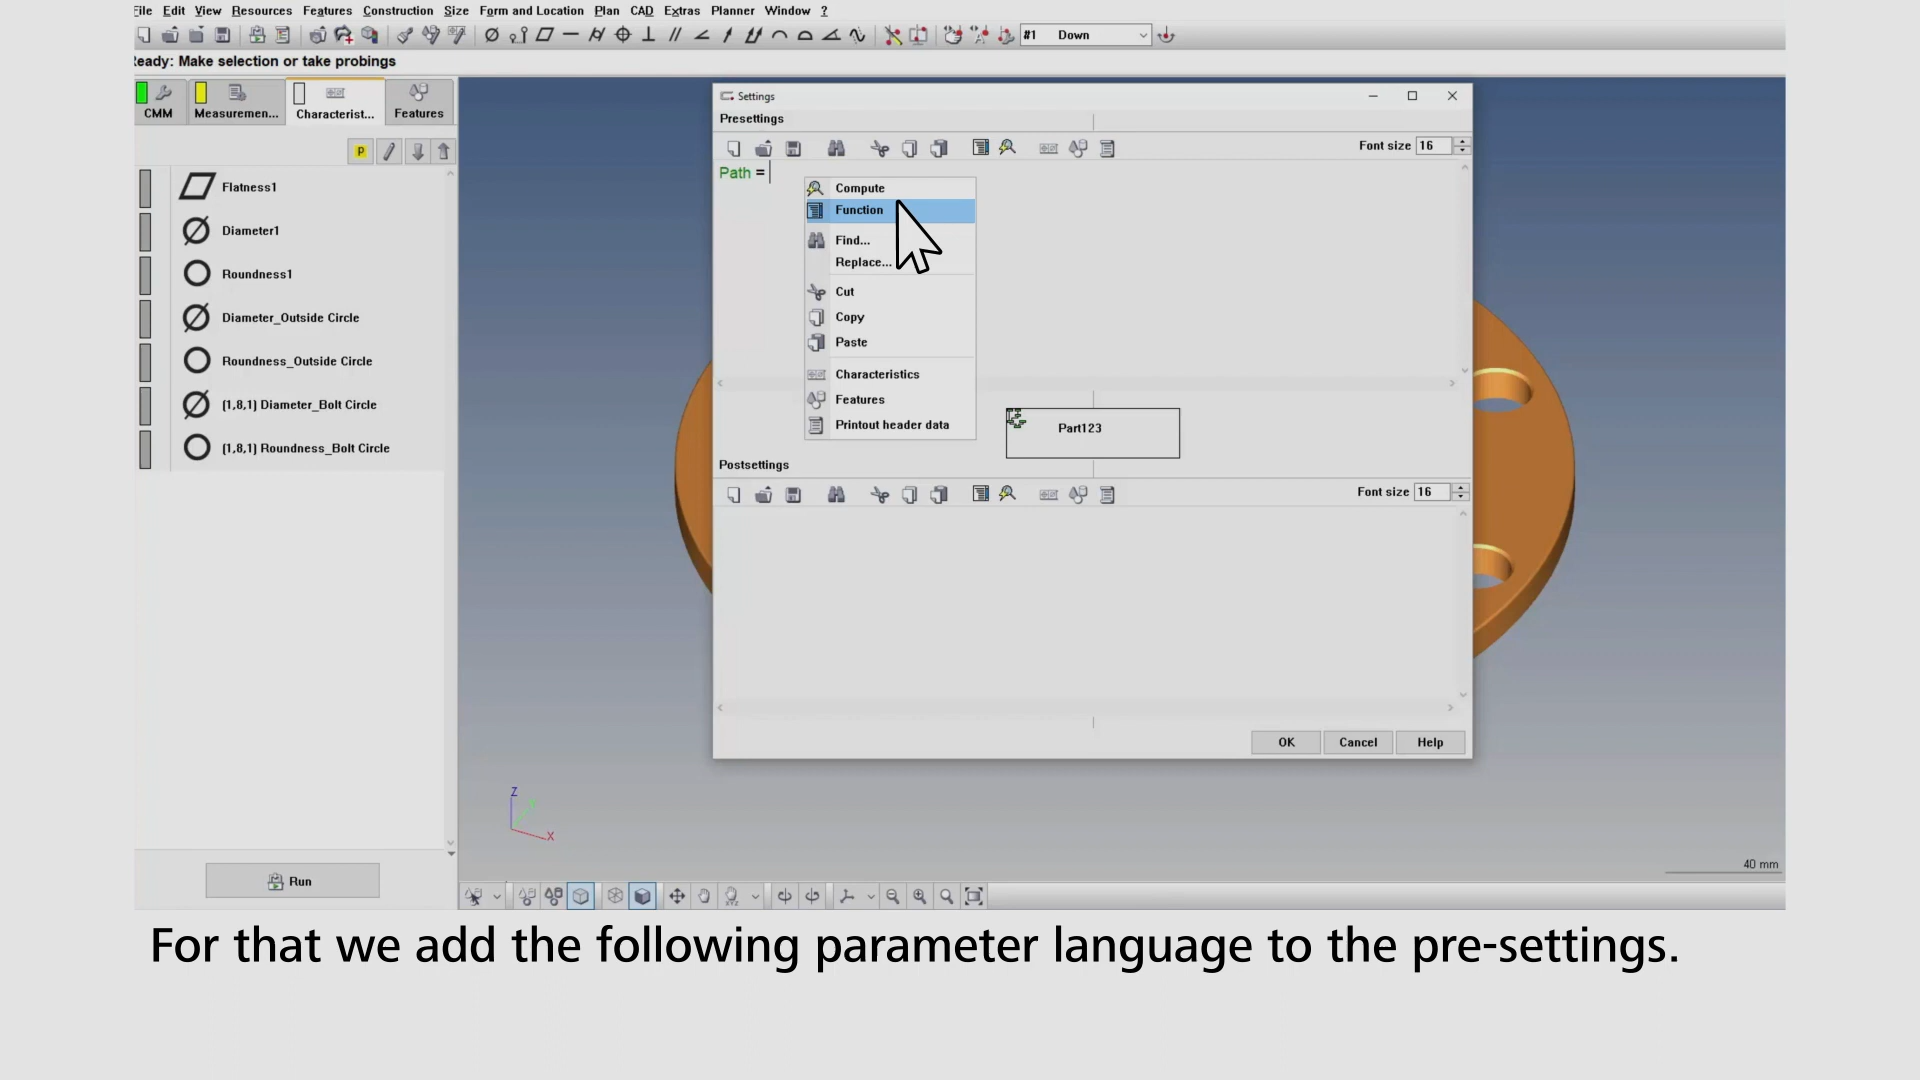 File Edit View Resources Features Construction Size Form and Location Plan CAD Extras Planner Window ?
#1 Down
Ready: Make selection or take probings
CMM Measuremen... Characterist... Features
P
Flatness1
Diameter1
Roundness1
Diameter_Outside Circle
Roundness_Outside Circle
(1,8,1) Diameter_Bolt Circle
(1,8,1) Roundness_Bolt Circle
Run
Settings
Presettings
Font size 16
Path =
Compute
Function
Find...
Replace...
Cut
Copy
Paste
Characteristics
Features
Printout header data
Part123
Postsettings
Font size 16
OK Cancel Help
Z
Y
X
40 mm
For that we add the following parameter language to the pre-settings.